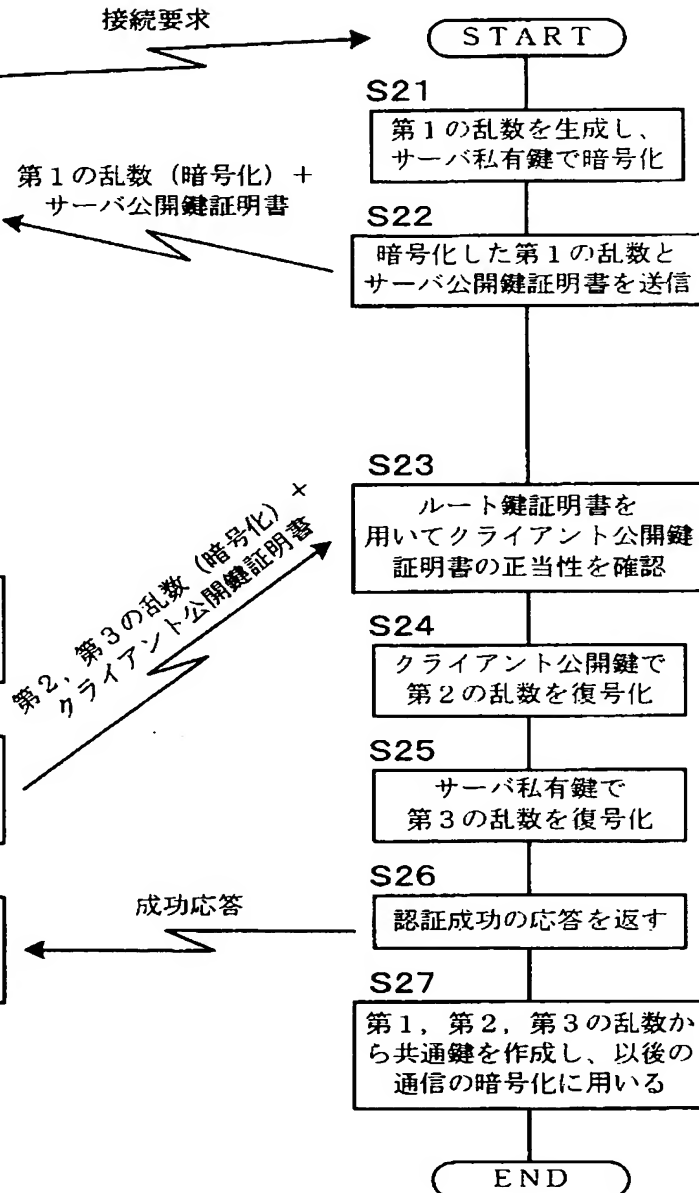 接続要求
START
S21
第1の乱数を生成し、
サーバ私有鍵で暗号化
第1の乱数（暗号化）＋
サーバ公開鍵証明書
S22
暗号化した第1の乱数と
サーバ公開鍵証明書を送信
S23
ルート鍵証明書を
用いてクライアント公開鍵
証明書の正当性を確認
第2，第3の乱数（暗号化）＋
クライアント公開鍵証明書
S24
クライアント公開鍵で
第2の乱数を復号化
S25
サーバ私有鍵で
第3の乱数を復号化
S26
成功応答
認証成功の応答を返す
S27
第1，第2，第3の乱数か
ら共通鍵を作成し、以後の
通信の暗号化に用いる
END